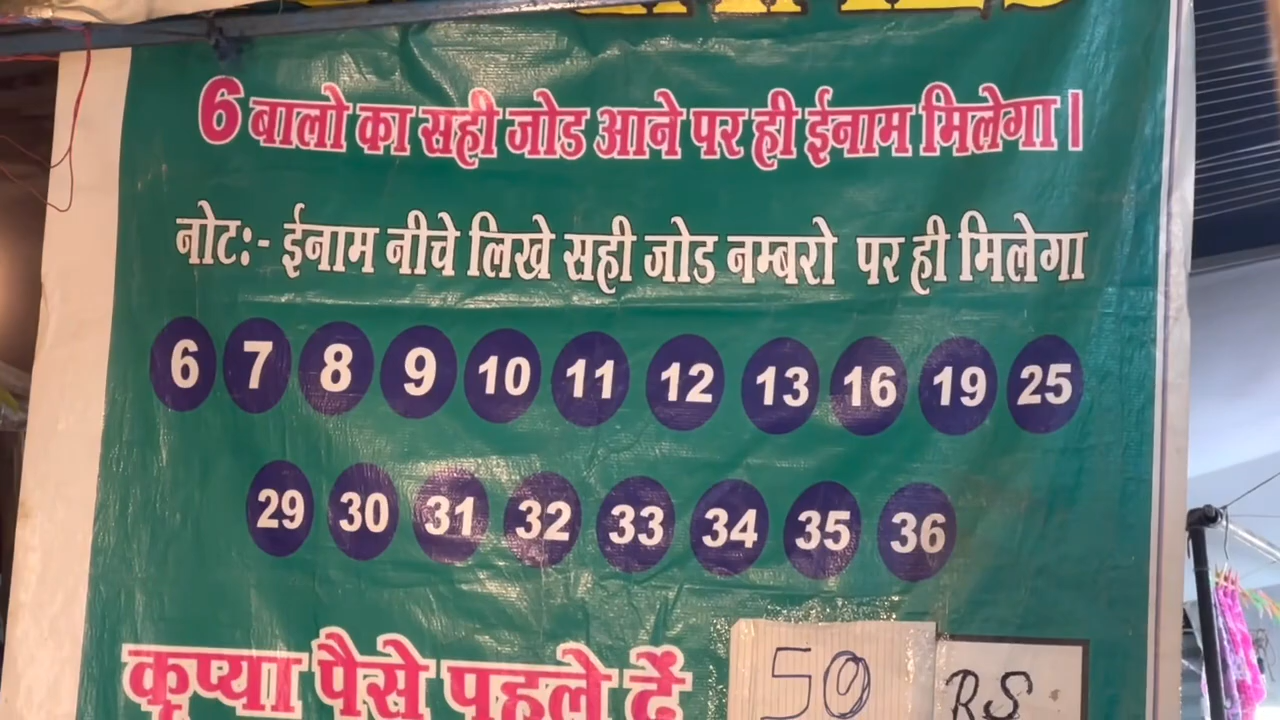 6 बालो का सही जोड आने पर ही ईनाम मिलेगा।
नोटः- ईनाम नीचे लिखे सही जोड नम्बरो पर ही मिलेगा
6 7 8 9 10 11 12 13 16 19 25
29 30 31 32 33 34 35 36
कृप्या पैसे पहले दें 50 RS